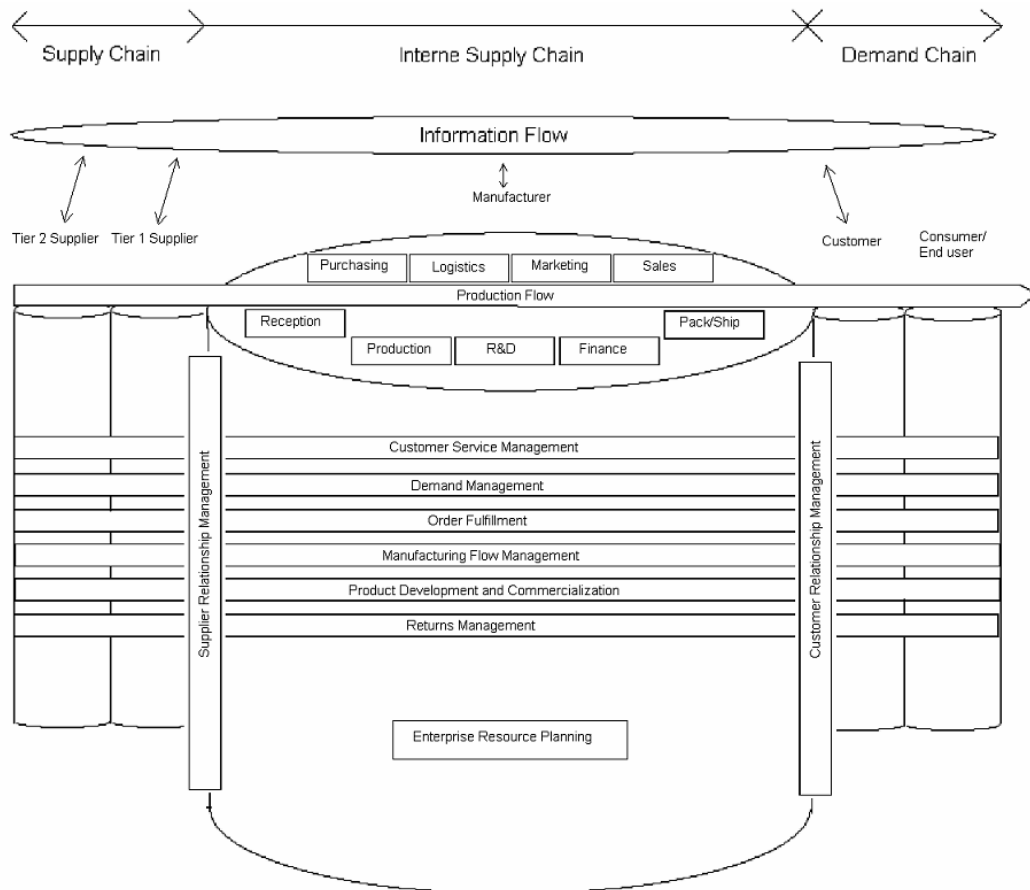 Supply Chain
Interne Supply Chain
Demand Chain
Information Flow
Manufacturer
Tier 2 Supplier
Tier 1 Supplier
Customer
Consumer/
End user
Purchasing
Logistics
Marketing
Sales
Production Flow
Reception
Pack/Ship
Production
R&D
Finance
Supplier Relationship Management
Customer Relationship Management
Customer Service Management
Demand Management
Order Fulfillment
Manufacturing Flow Management
Product Development and Commercialization
Returns Management
Enterprise Resource Planning